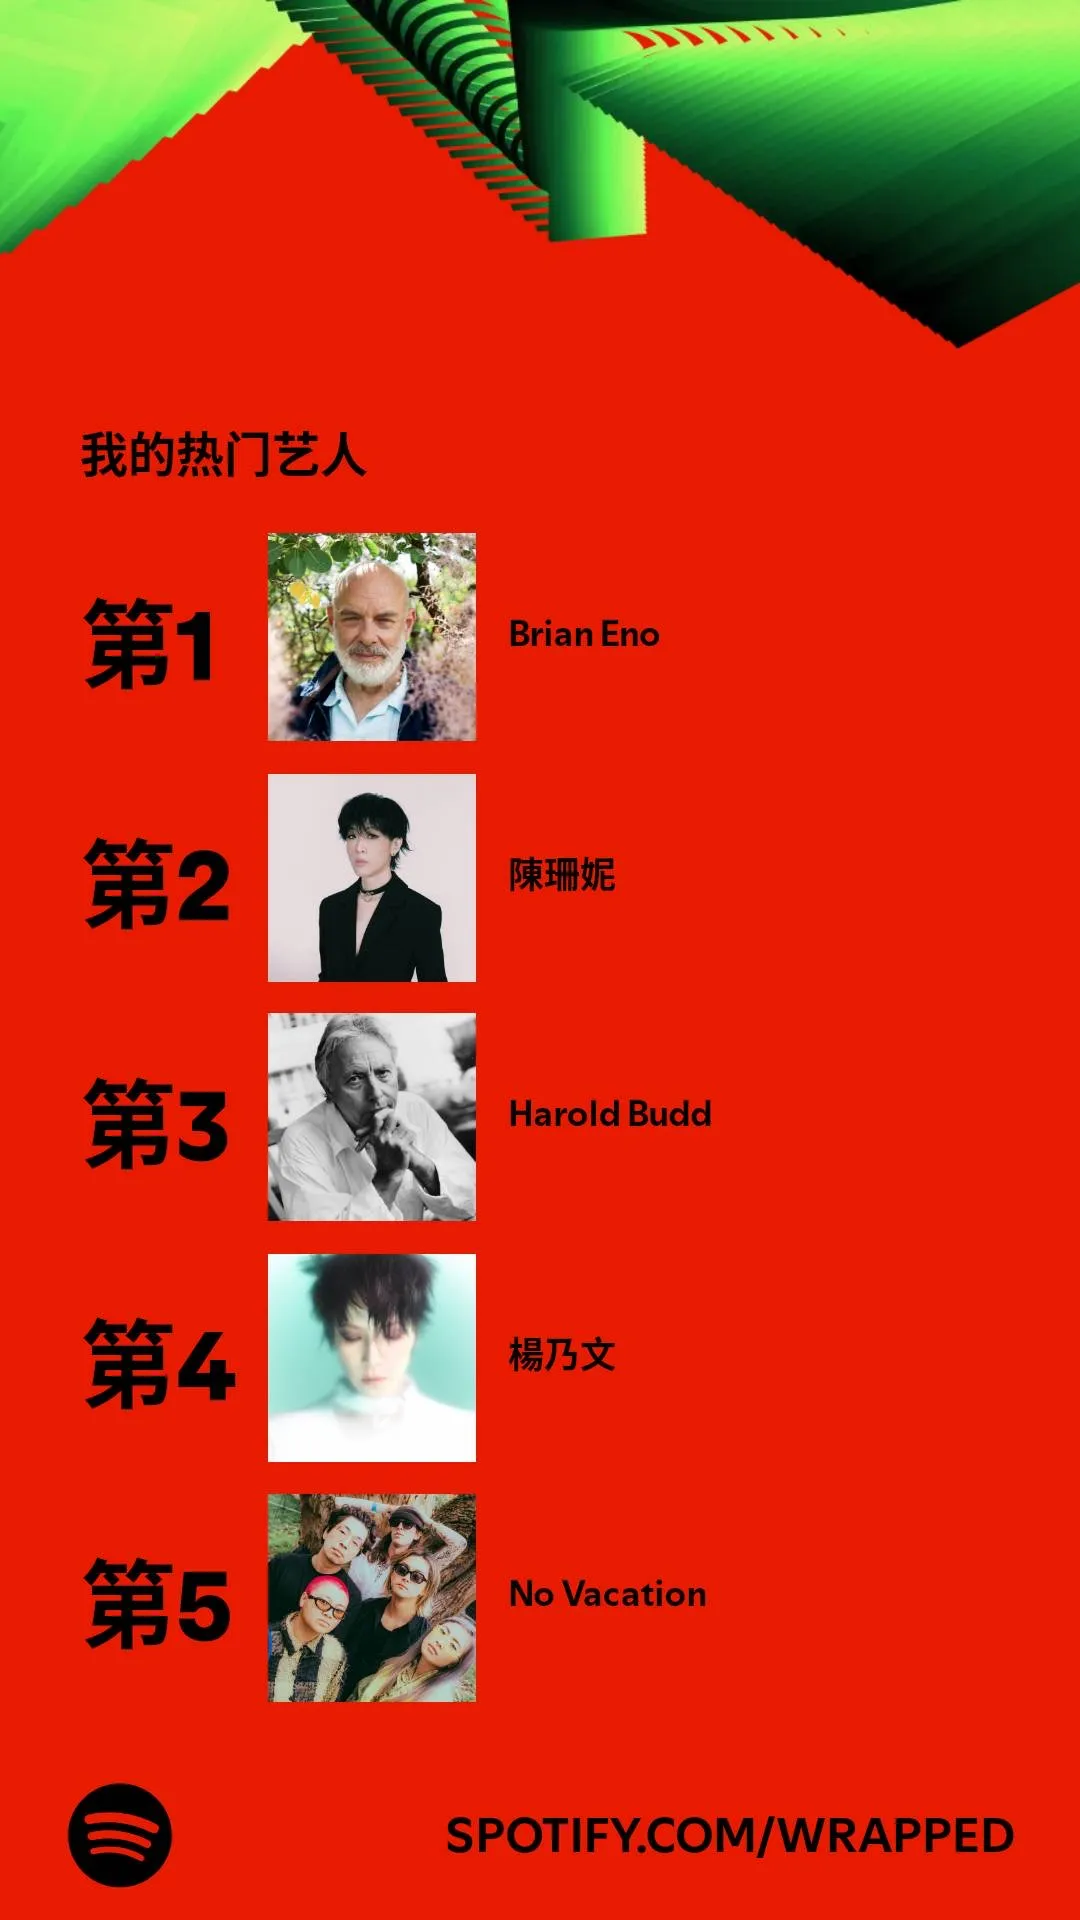 我的热门艺人
第1
Brian Eno
第2
陳珊妮
第3
Harold Budd
第4
楊乃文
第5
No Vacation
SPOTIFY.COM/WRAPPED